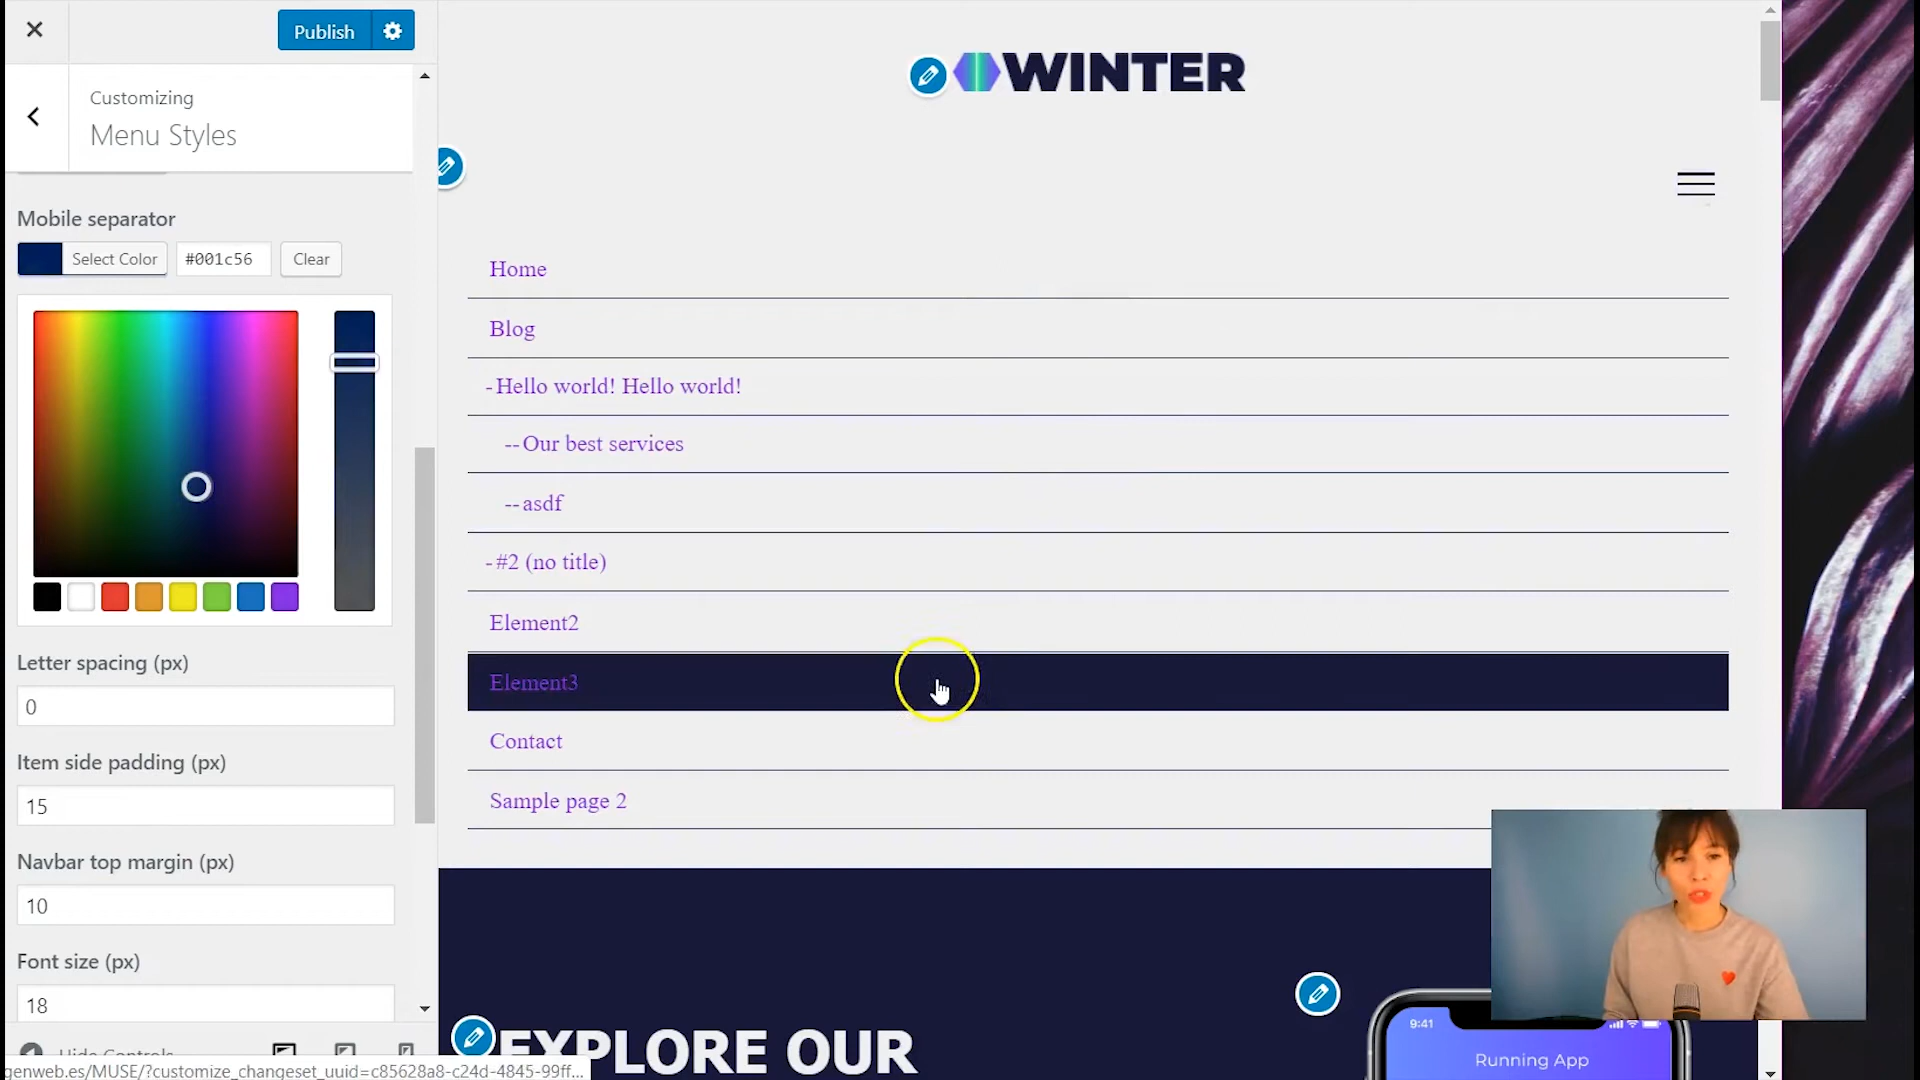 Publish
Customizing
Menu Styles
Mobile separator
Select Color
#001c56
Clear
Letter spacing (px)
0
Item side padding (px)
15
Navbar top margin (px)
10
Font size (px)
18
Hide Controls
genweb.es/MUSE/?customize_changeset_uuid=c85628a8-c24d-4845-99ff...
WINTER
Home
Blog
-Hello world! Hello world!
--Our best services
--asdf
-#2 (no title)
Element2
Element3
Contact
Sample page 2
EXPLORE OUR
9:41
Running App